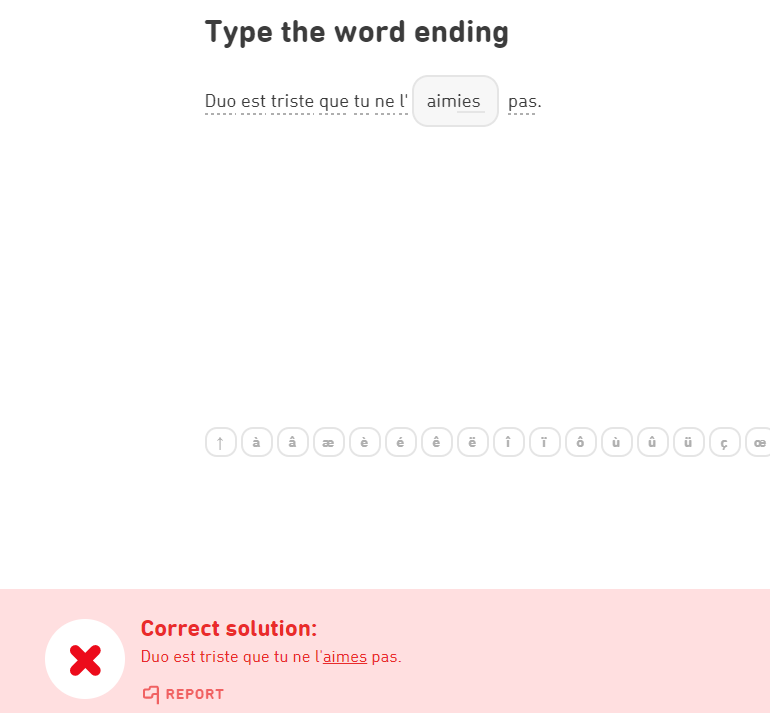 Type the word ending
Duo est triste que tu ne l' aimies pas.
↑ à â æ è é ê ë î ï ô ù û ü ç œ
Correct solution:
Duo est triste que tu ne l'aimes pas.
REPORT